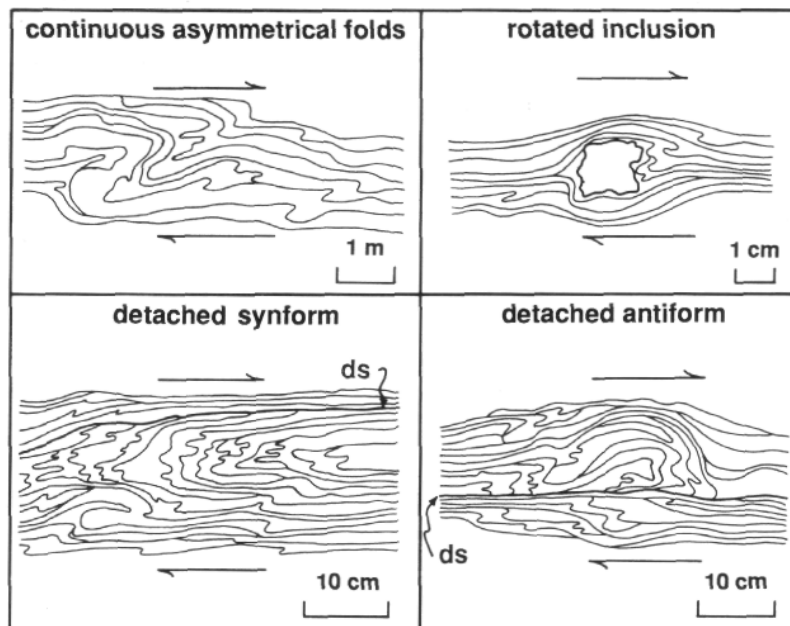 continuous asymmetrical folds
1 m
rotated inclusion
1 cm
detached synform
ds
10 cm
detached antiform
ds
10 cm